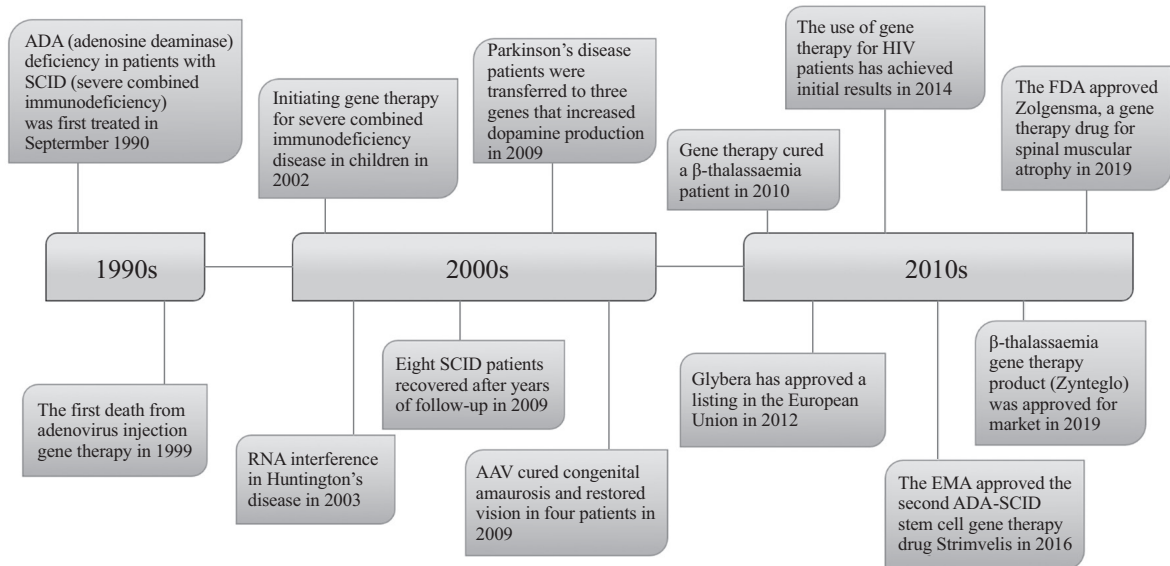 ADA (adenosine deaminase)
deficiency in patients with
SCID (severe combined
immunodeficiency)
was first treated in
Septermber 1990
Initiating gene therapy
for severe combined
immunodeficiency
disease in children in
2002
Parkinson’s disease
patients were
transferred to three
genes that increased
dopamine production
in 2009
Gene therapy cured
a β-thalassaemia
patient in 2010
The use of gene
therapy for HIV
patients has achieved
initial results in 2014
The FDA approved
Zolgensma, a gene
therapy drug for
spinal muscular
atrophy in 2019
1990s
2000s
2010s
The first death from
adenovirus injection
gene therapy in 1999
RNA interference
in Huntington’s
disease in 2003
Eight SCID patients
recovered after years
of follow-up in 2009
AAV cured congenital
amaurosis and restored
vision in four patients in
2009
Glybera has approved a
listing in the European
Union in 2012
The EMA approved the
second ADA-SCID
stem cell gene therapy
drug Strimvelis in 2016
β-thalassaemia
gene therapy
product (Zynteglo)
was approved for
market in 2019